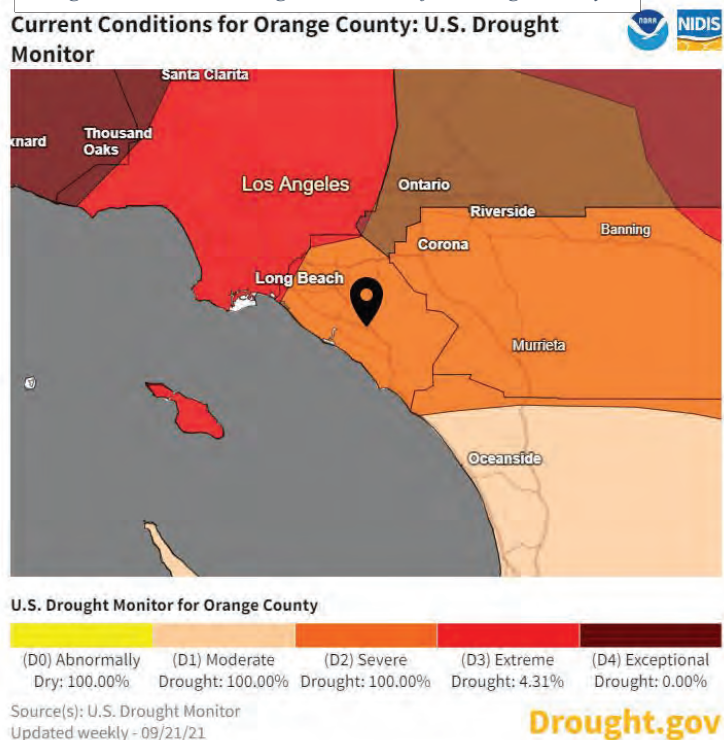 Current Conditions for Orange County: U.S. Drought
Monitor
NOAA
NIDIS
Santa Clarita
Thousand
Oaks
Los Angeles
Ontario
Riverside
Banning
Corona
Long Beach
Murrieta
Oceanside
U.S. Drought Monitor for Orange County
(D0) Abnormally
Dry: 100.00%
(D1) Moderate
Drought: 100.00%
(D2) Severe
Drought: 100.00%
(D3) Extreme
Drought: 4.31%
(D4) Exceptional
Drought: 0.00%
Source(s): U.S. Drought Monitor
Updated weekly - 09/21/21
Drought.gov